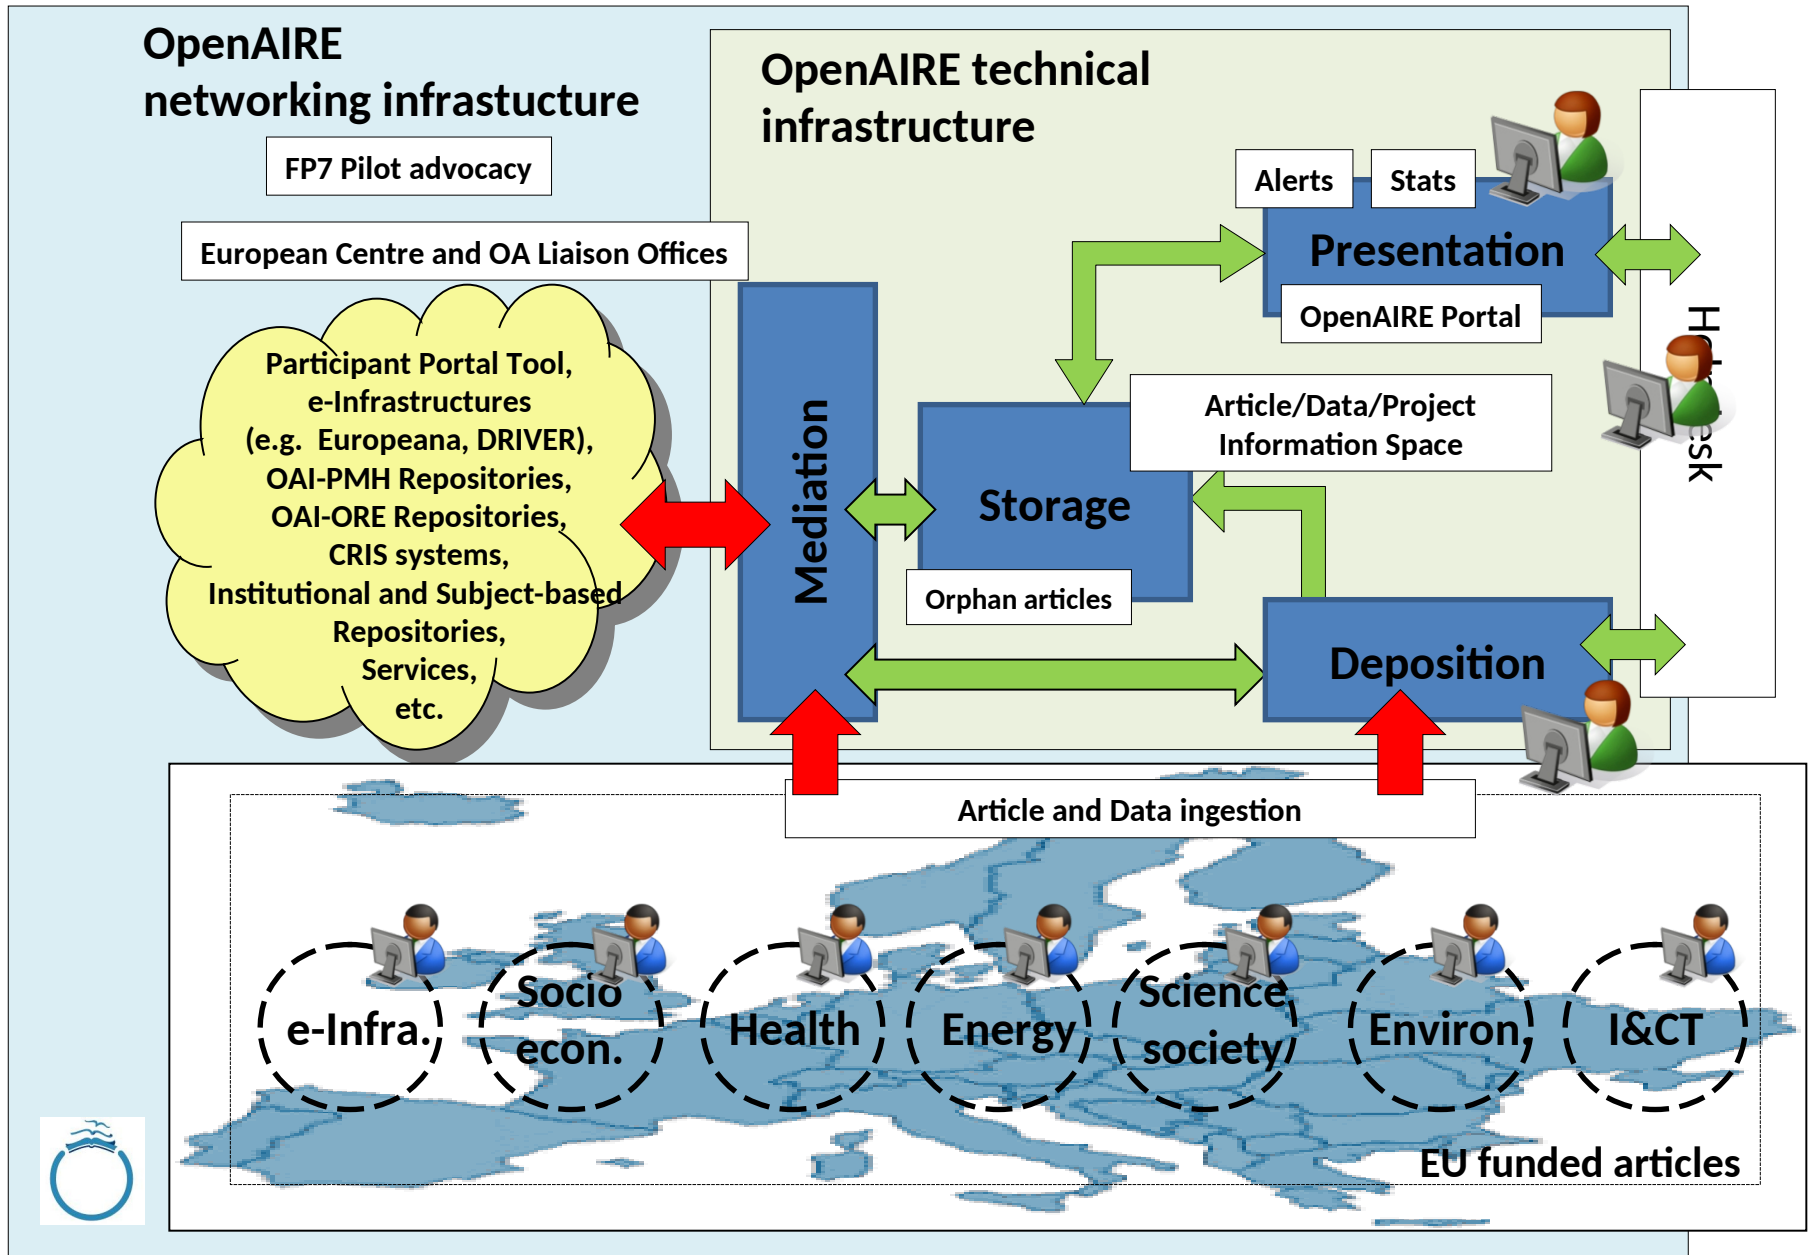 OpenAIRE
networking infrastucture
OpenAIRE technical
infrastructure
FP7 Pilot advocacy
European Centre and OA Liaison Offices
Alerts
Stats
Presentation
OpenAIRE Portal
Participant Portal Tool,
e-Infrastructures
(e.g.  Europeana, DRIVER),
OAI-PMH Repositories,
OAI-ORE Repositories,
CRIS systems,
Institutional and Subject-based
Repositories,
Services,
etc.
Mediation
Article/Data/Project
Information Space
Storage
Orphan articles
Deposition
Article and Data ingestion
e-Infra.
Socio
econ.
Health
Energy
Science
society
Environ.
I&CT
EU funded articles